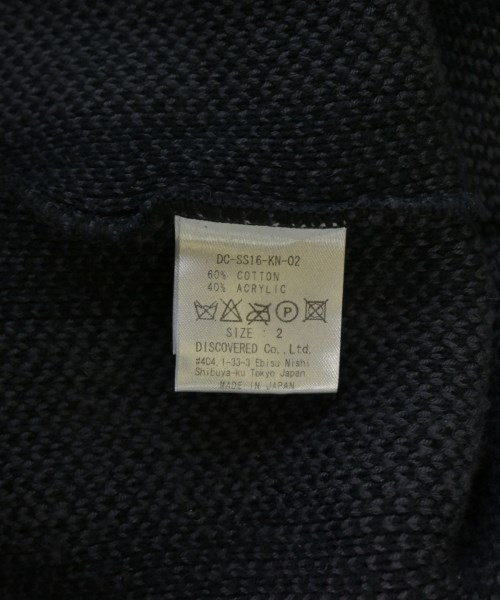 DC-SS16-KN-02
60% COTTON
40% ACRYLIC
P
SIZE : 2
DISCOVERED Co.,Ltd.
#404,1-33-3 Ebisu Nishi
Shibuya-ku Tokyo Japan
MADE IN JAPAN